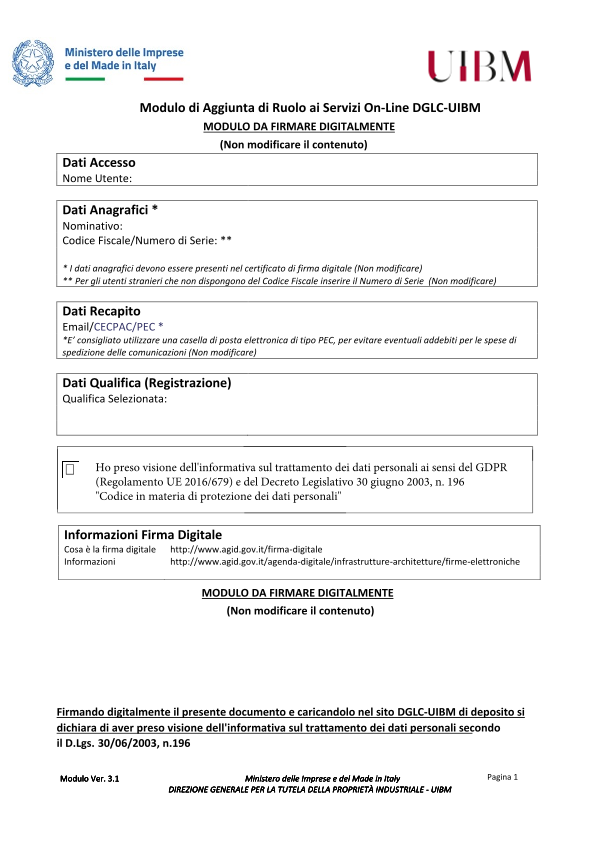 Ministero delle Imprese
e del Made in Italy
UIBM
Modulo di Aggiunta di Ruolo ai Servizi On-Line DGLC-UIBM
MODULO DA FIRMARE DIGITALMENTE
(Non modificare il contenuto)
Dati Accesso
Nome Utente:
Dati Anagrafici *
Nominativo:
Codice Fiscale/Numero di Serie: **
* I dati anagrafici devono essere presenti nel certificato di firma digitale (Non modificare)
** Per gli utenti stranieri che non dispongono del Codice Fiscale inserire il Numero di Serie (Non modificare)
Dati Recapito
Email/CECPAC/PEC *
*E' consigliato utilizzare una casella di posta elettronica di tipo PEC, per evitare eventuali addebiti per le spese di
spedizione delle comunicazioni (Non modificare)
Dati Qualifica (Registrazione)
Qualifica Selezionata:
Ho preso visione dell'informativa sul trattamento dei dati personali ai sensi del GDPR
(Regolamento UE 2016/679) e del Decreto Legislativo 30 giugno 2003, n. 196
"Codice in materia di protezione dei dati personali"
Informazioni Firma Digitale
Cosa è la firma digitale http://www.agid.gov.it/firma-digitale
Informazioni http://www.agid.gov.it/agenda-digitale/infrastrutture-architetture/firme-elettroniche
MODULO DA FIRMARE DIGITALMENTE
(Non modificare il contenuto)
Firmando digitalmente il presente documento e caricandolo nel sito DGLC-UIBM di deposito si
dichiara di aver preso visione dell'informativa sul trattamento dei dati personali secondo
il D.Lgs. 30/06/2003, n.196
Modulo Ver. 3.1 Ministero delle Imprese e del Made in Italy Pagina 1
DIREZIONE GENERALE PER LA TUTELA DELLA PROPRIETÀ INDUSTRIALE - UIBM